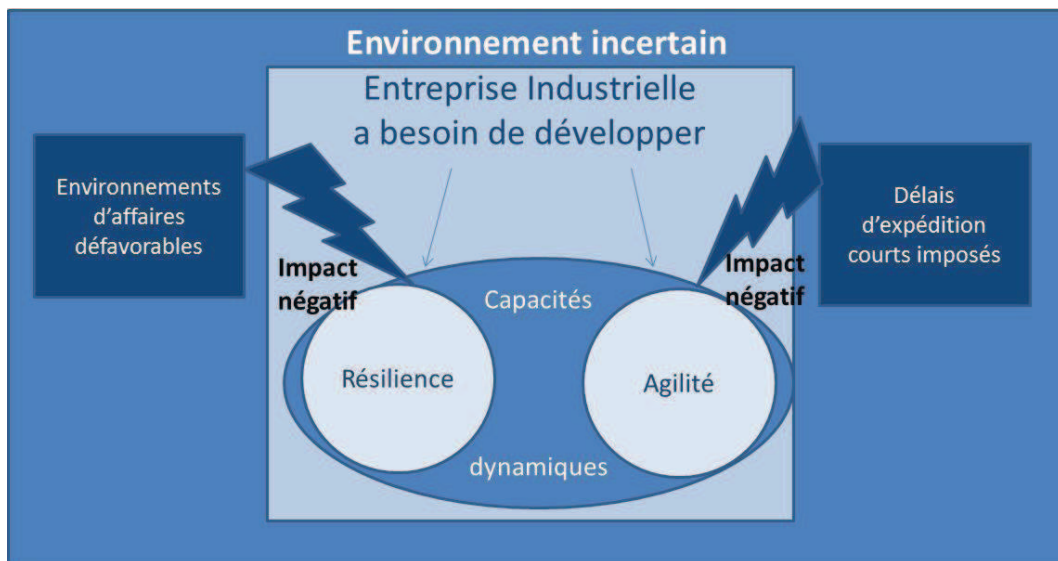 Environnement incertain
Entreprise Industrielle
a besoin de développer
Environnements
d’affaires
défavorables
Délais
d’expédition
courts imposés
Impact
négatif
Impact
négatif
Capacités
Résilience
Agilité
dynamiques